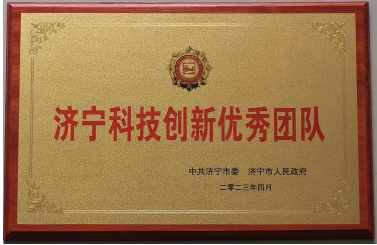 济宁科技创新优秀团队
中共济宁市委 济宁市人民政府
二零二三年四月